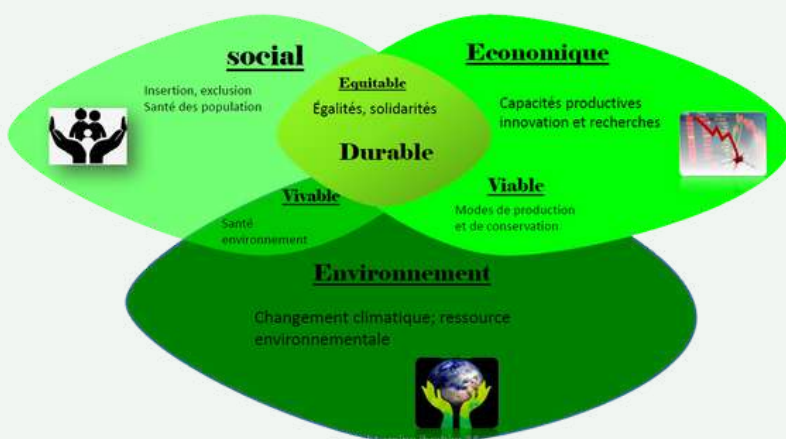 social
Insertion, exclusion
Santé des population
Equitable
Égalités, solidarités
Durable
Economique
Capacités productives
innovation et recherches
Vivable
Santé
environnement
Viable
Modes de production
et de conservation
Environnement
Changement climatique; ressource
environnementale